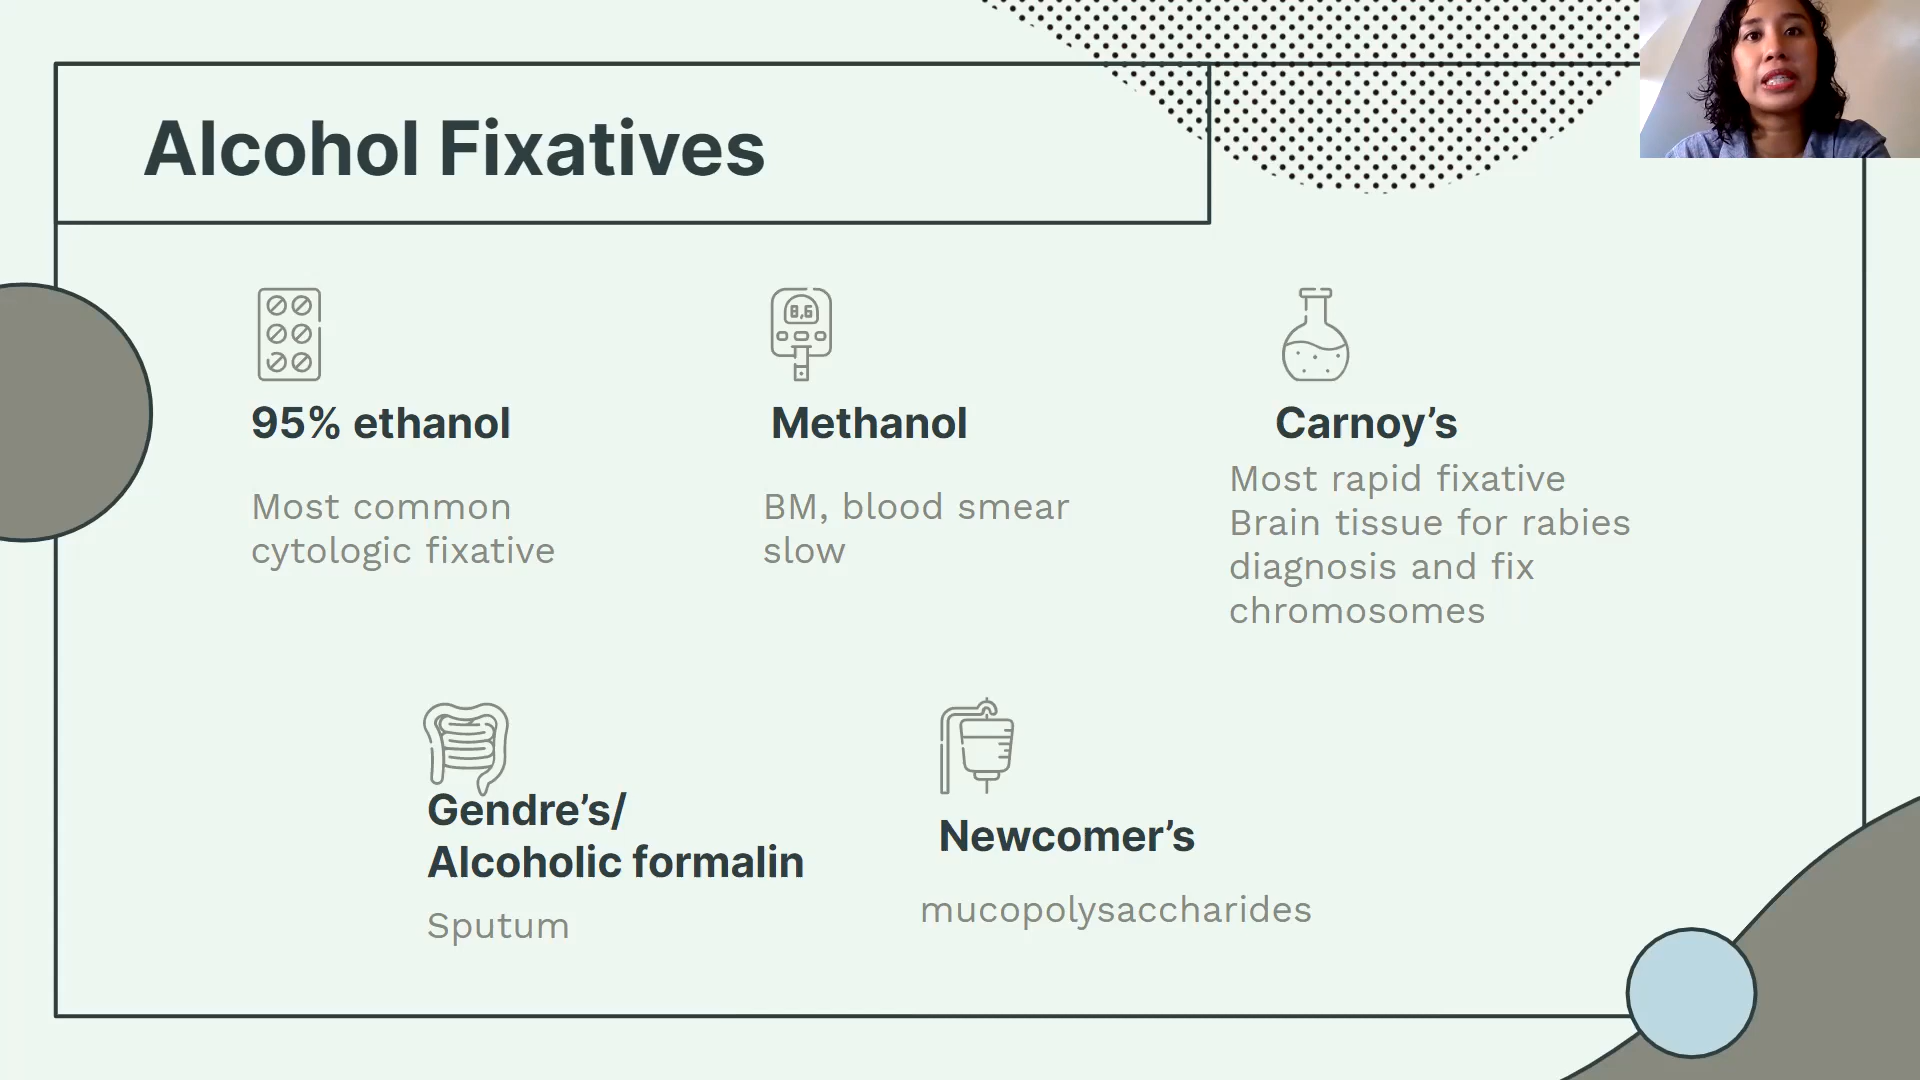 Alcohol Fixatives
8,6
95% ethanol
Most common
cytologic fixative
Methanol
BM, blood smear
slow
Carnoy’s
Most rapid fixative
Brain tissue for rabies
diagnosis and fix
chromosomes
Gendre’s/
Alcoholic formalin
Sputum
Newcomer’s
mucopolysaccharides